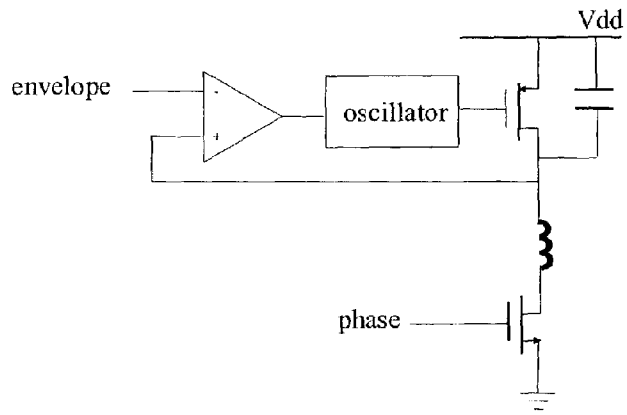 Vdd
envelope
-
oscillator
+
phase